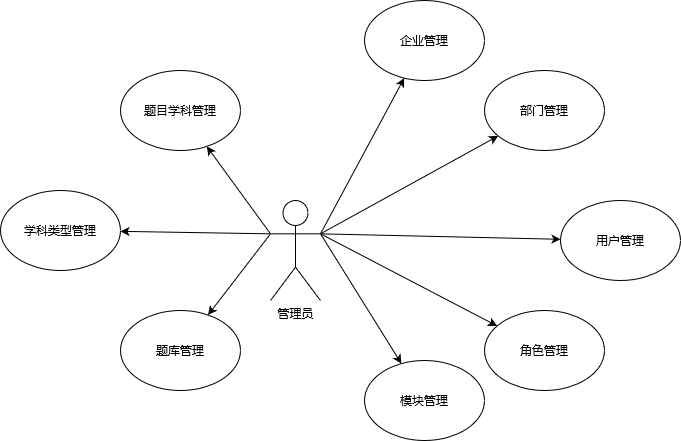 企业管理
题目学科管理
部门管理
学科类型管理
用户管理
管理员
题库管理
角色管理
模块管理